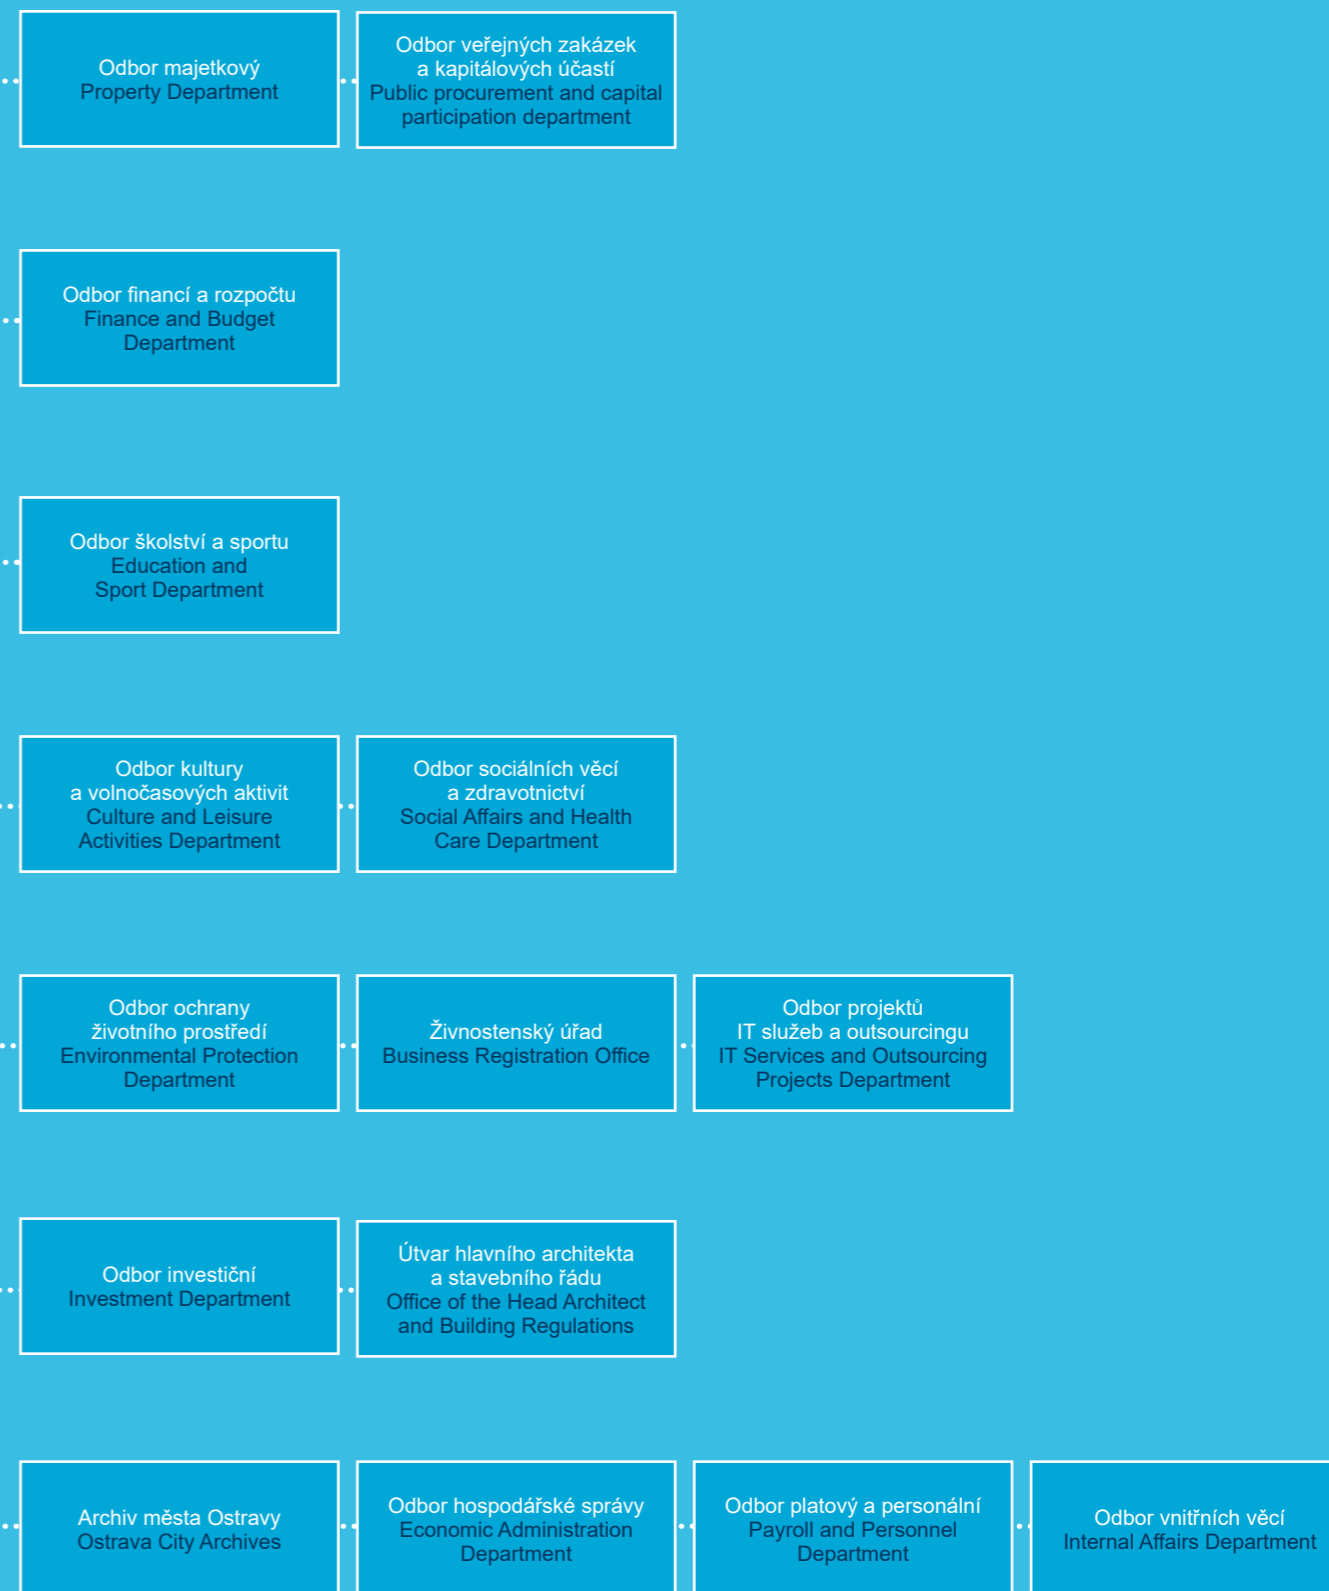 Odbor majetkový
Property Department
Odbor veřejných zakázek
a kapitálových účastí
Public procurement and capital
participation department
Odbor financí a rozpočtu
Finance and Budget
Department
Odbor školství a sportu
Education and
Sport Department
Odbor kultury
a volnočasových aktivit
Culture and Leisure
Activities Department
Odbor sociálních věcí
a zdravotnictví
Social Affairs and Health
Care Department
Odbor ochrany
životního prostředí
Environmental Protection
Department
Živnostenský úřad
Business Registration Office
Odbor projektů
IT služeb a outsourcingu
IT Services and Outsourcing
Projects Department
Odbor investiční
Investment Department
Útvar hlavního architekta
a stavebního řádu
Office of the Head Architect
and Building Regulations
Archiv města Ostravy
Ostrava City Archives
Odbor hospodářské správy
Economic Administration
Department
Odbor platový a personální
Payroll and Personnel
Department
Odbor vnitřních věcí
Internal Affairs Department